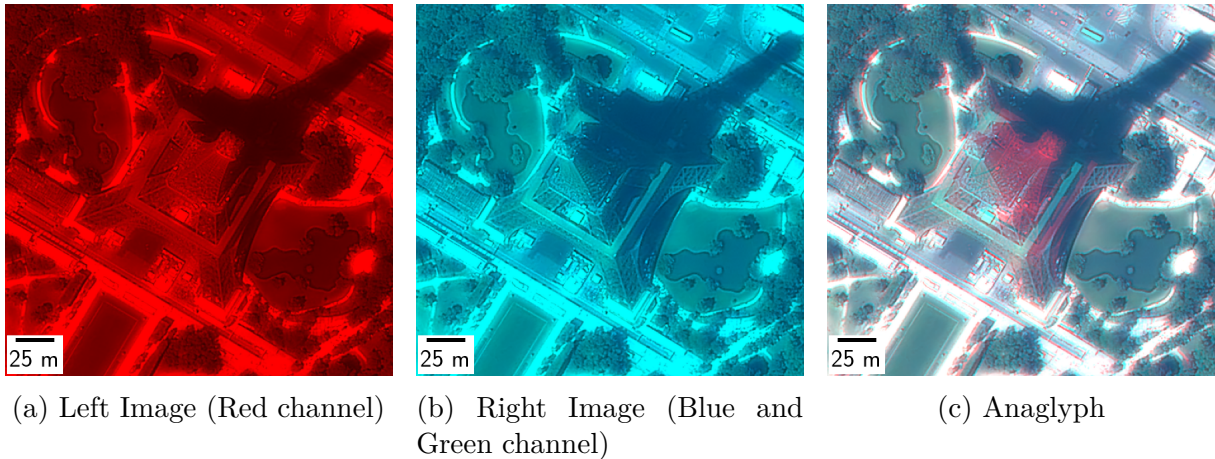 25 m
25 m
25 m
(a) Left Image (Red channel)
(b) Right Image (Blue and
Green channel)
(c) Anaglyph